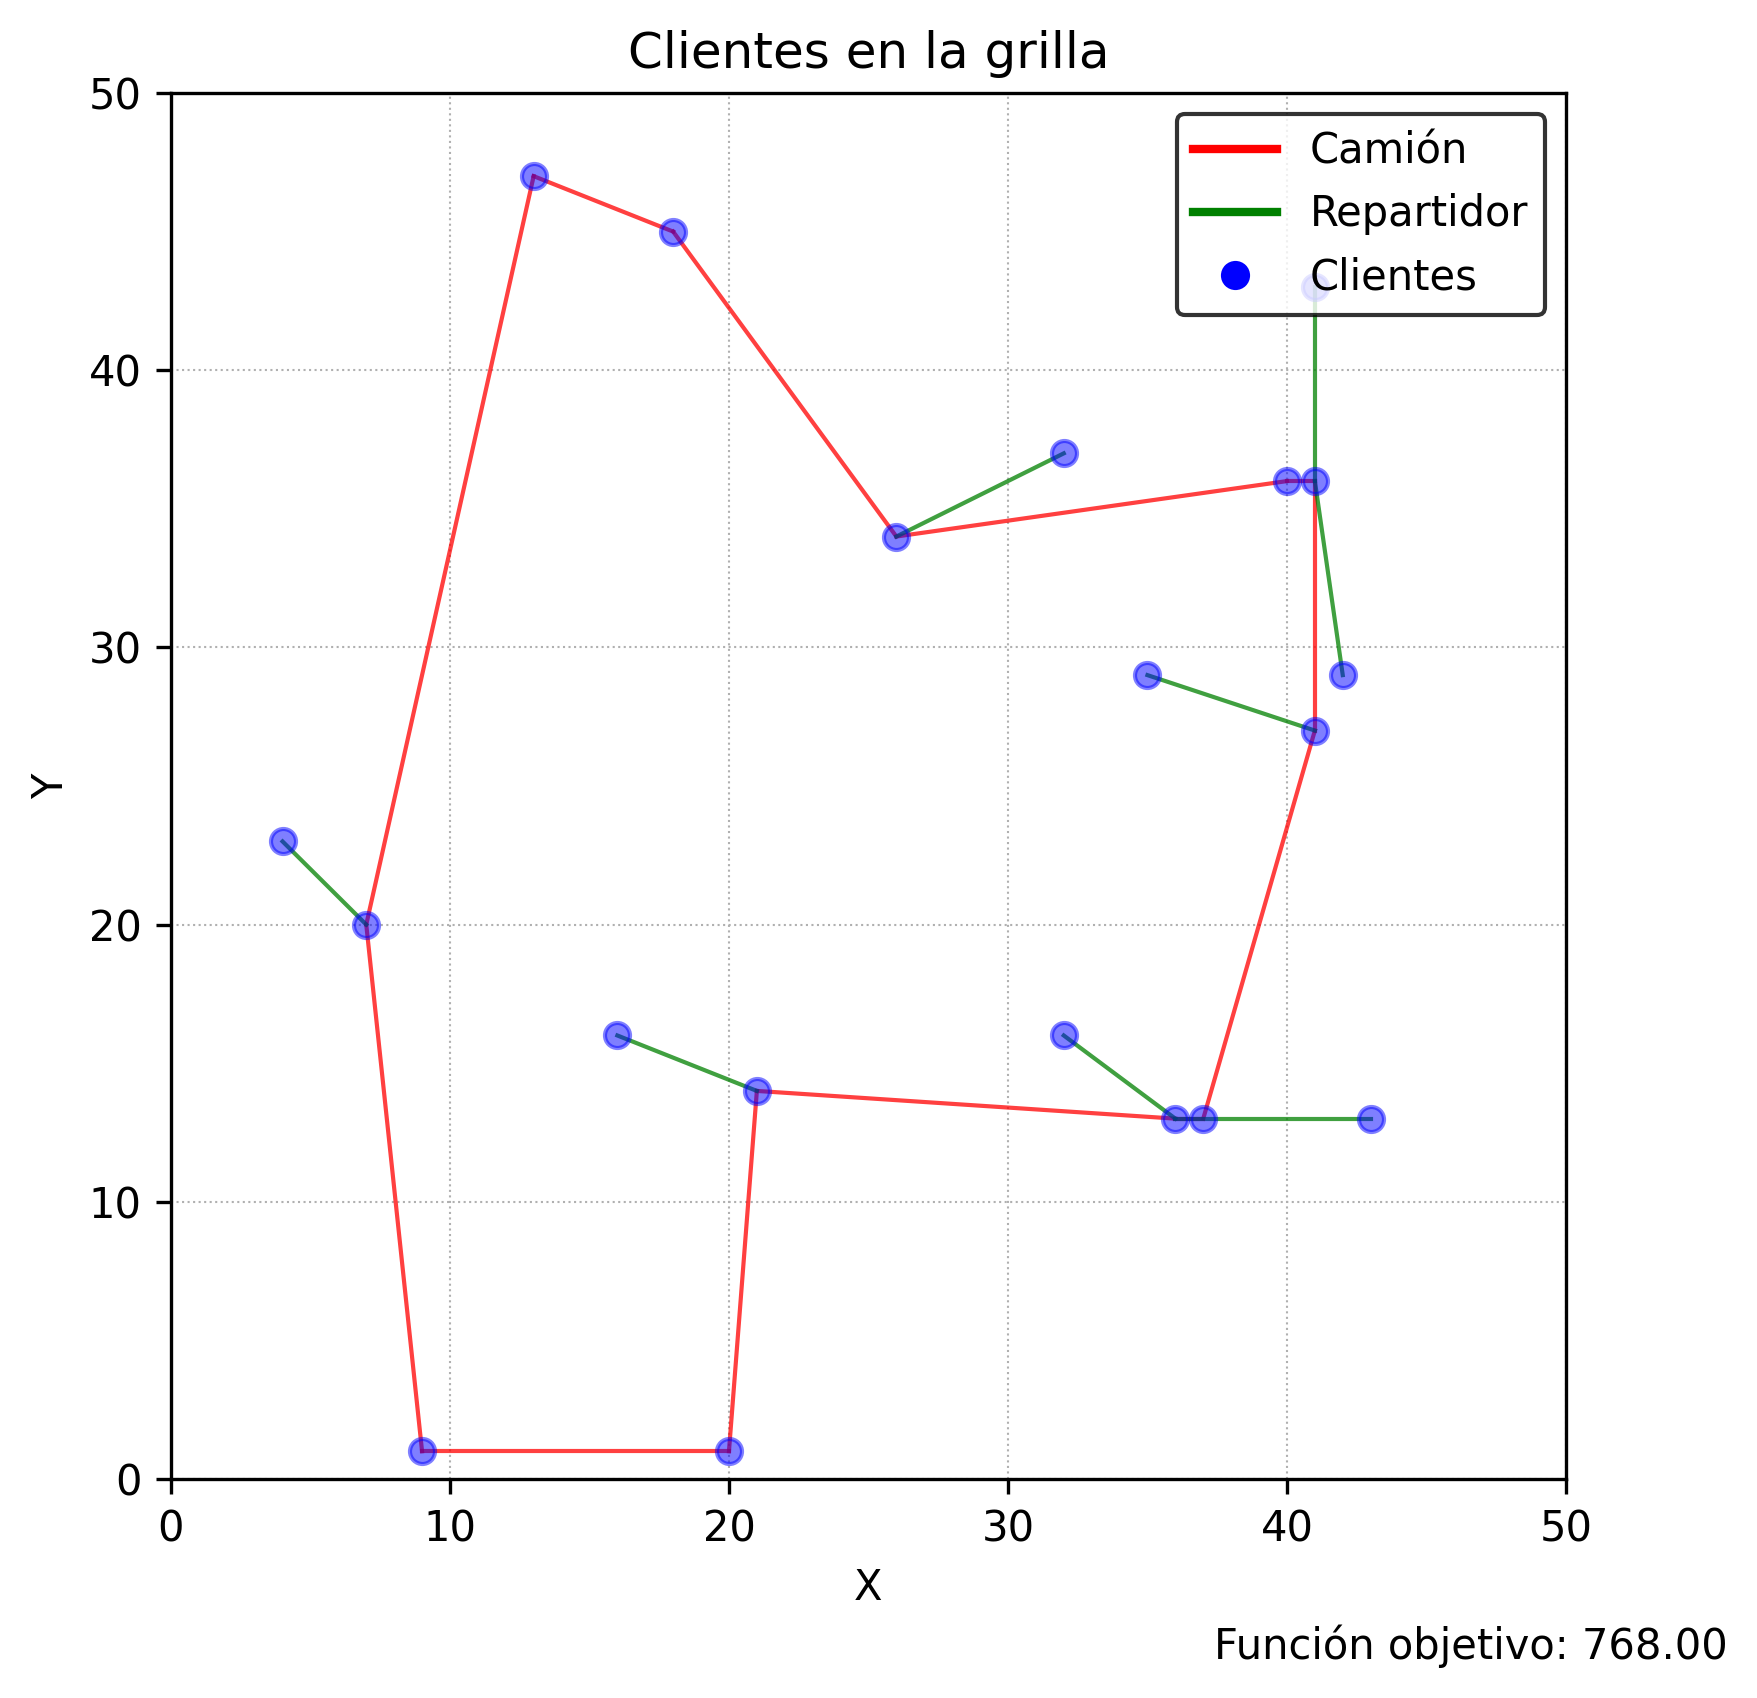 Clientes en la grilla
50
40
30
20
10
0
Y
Camión
Repartidor
Clientes
0 10 20 30 40 50
X
Función objetivo: 768.00